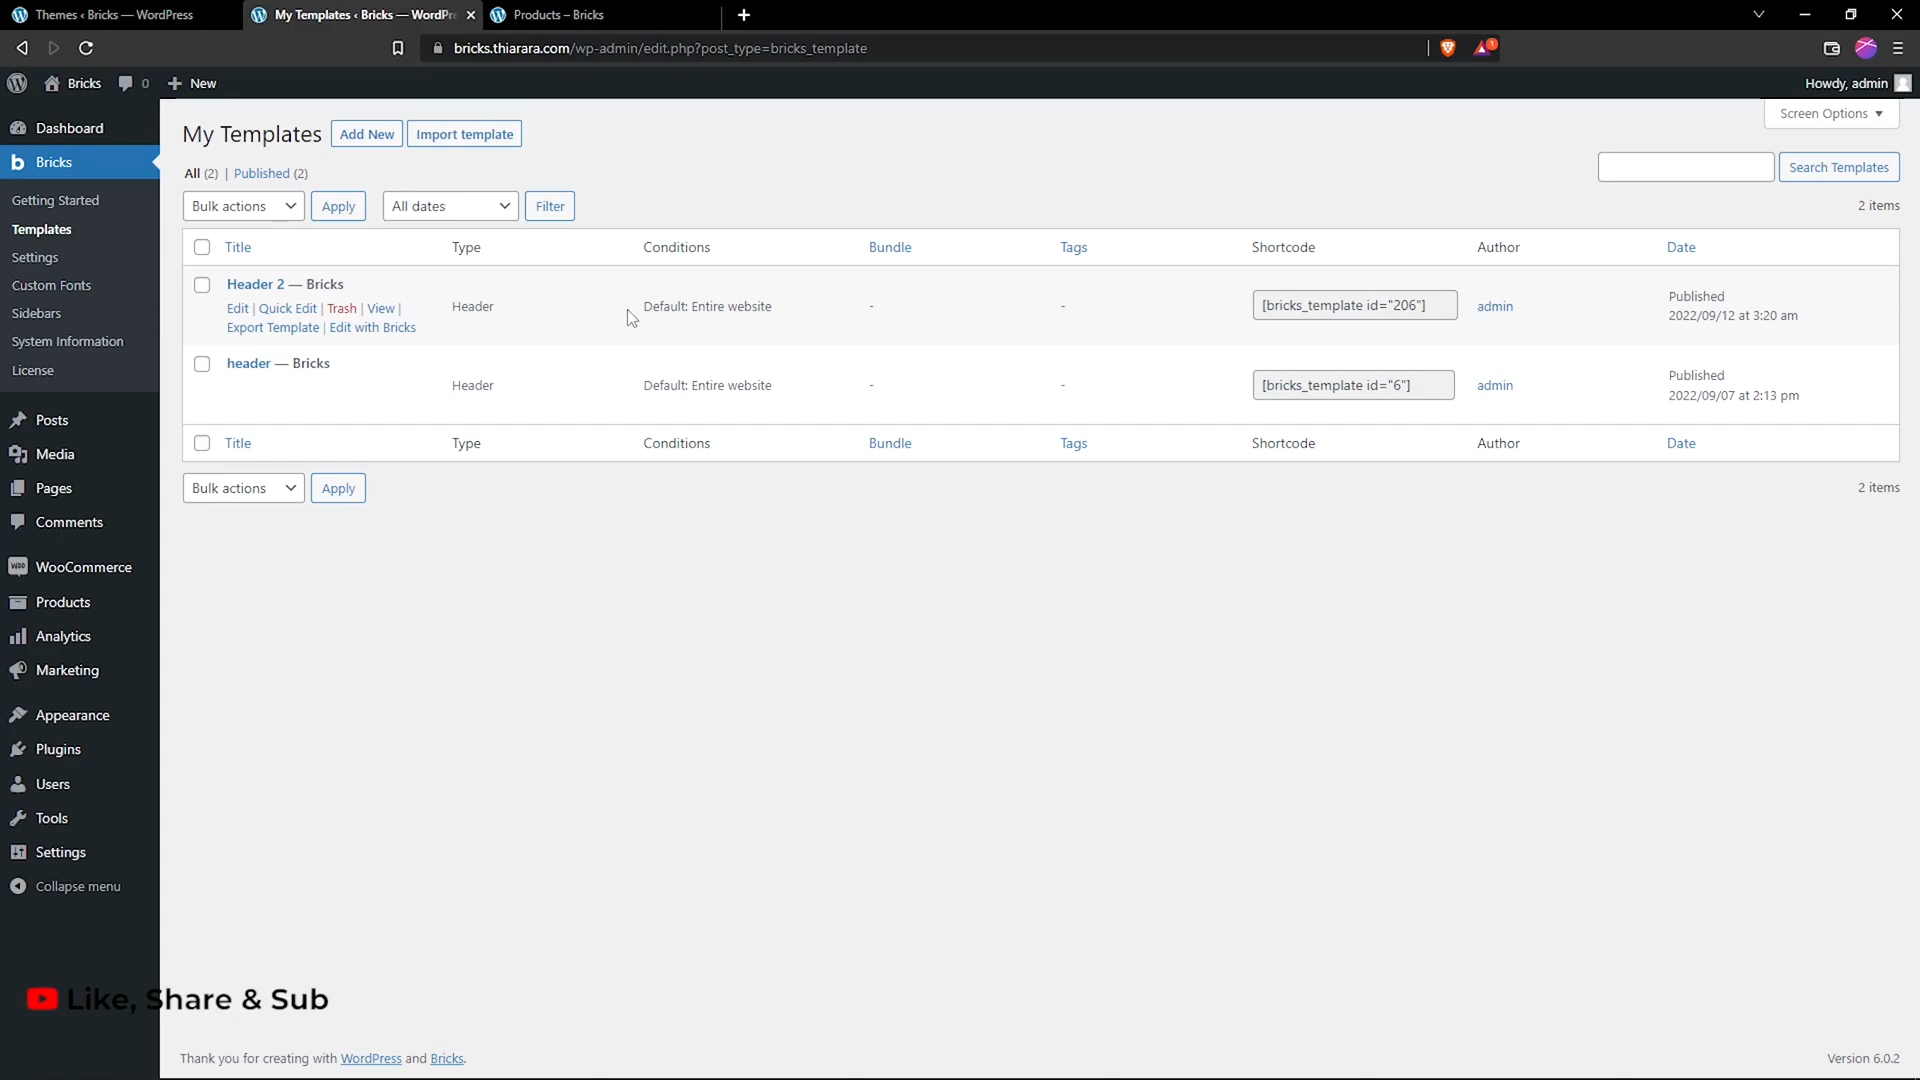 Themes ‹ Bricks — WordPress
My Templates ‹ Bricks — WordPre
Products – Bricks
bricks.thiarara.com/wp-admin/edit.php?post_type=bricks_template
1
Bricks
0
New
Howdy, admin
Dashboard
Bricks
Getting Started
Templates
Settings
Custom Fonts
Sidebars
System Information
License
Posts
Media
Pages
Comments
WooCommerce
Products
Analytics
Marketing
Appearance
Plugins
Users
Tools
Settings
Collapse menu
Screen Options
My Templates Add New Import template
All (2) | Published (2)
Search Templates
Bulk actions Apply All dates Filter 2 items
Title Type Conditions Bundle Tags Shortcode Author Date
Header 2 — Bricks
Edit | Quick Edit | Trash | View |
Export Template | Edit with Bricks
Header
Default: Entire website
-
-
[bricks_template id="206"]
admin
Published
2022/09/12 at 3:20 am
header — Bricks
Header
Default: Entire website
-
-
[bricks_template id="6"]
admin
Published
2022/09/07 at 2:13 pm
Title Type Conditions Bundle Tags Shortcode Author Date
Bulk actions Apply 2 items
Like, Share & Sub
Thank you for creating with WordPress and Bricks.
Version 6.0.2